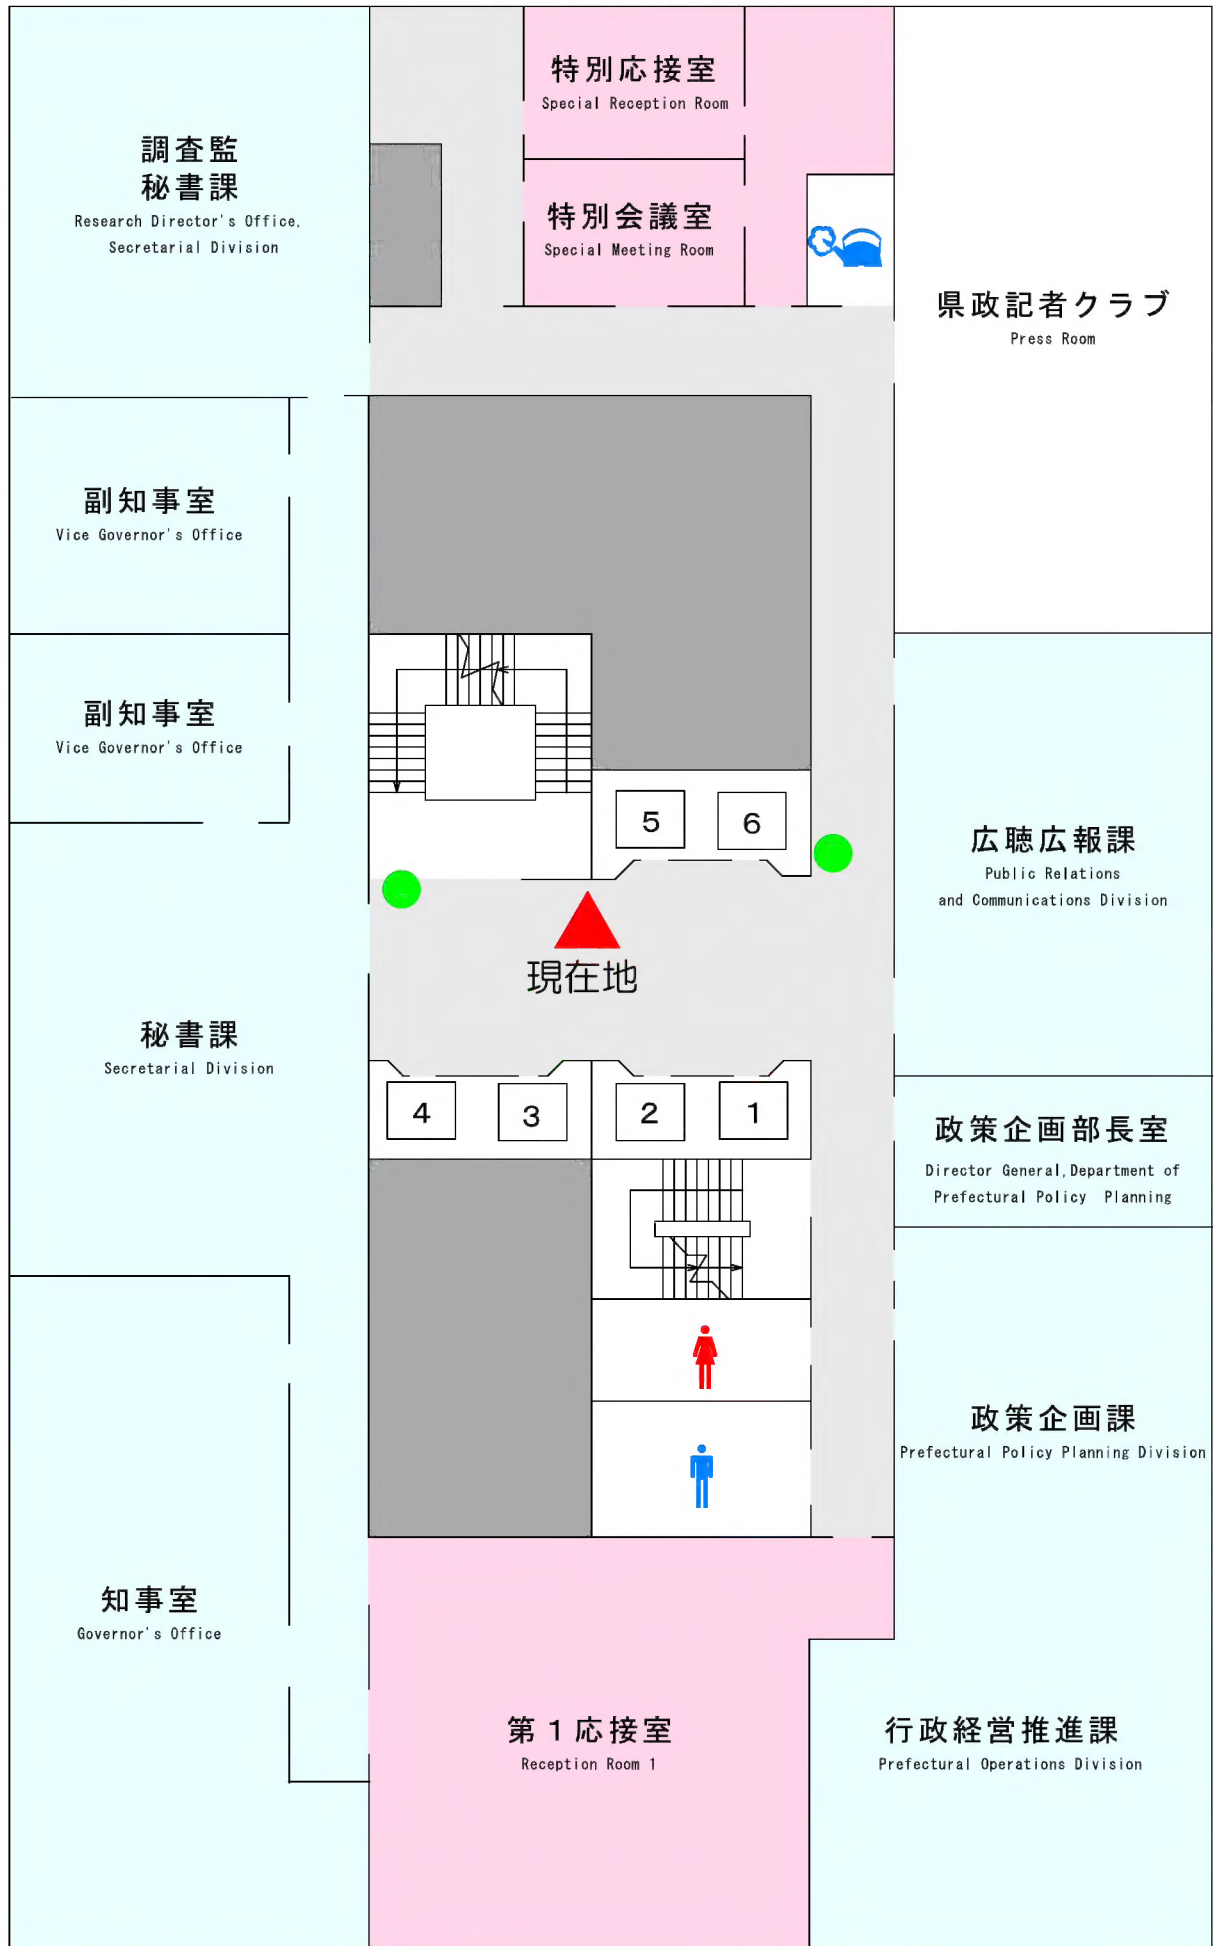 特別応接室
Special Reception Room
調査監
秘書課
Research Director's Office,
Secretarial Division
特別会議室
Special Meeting Room
県政記者クラブ
Press Room
副知事室
Vice Governor's Office
副知事室
Vice Governor's Office
5
6
広聴広報課
Public Relations
and Communications Division
現在地
秘書課
Secretarial Division
4
3
2
1
政策企画部長室
Director General,Department of
Prefectural Policy Planning
政策企画課
Prefectural Policy Planning Division
知事室
Governor's Office
第1応接室
Reception Room 1
行政経営推進課
Prefectural Operations Division